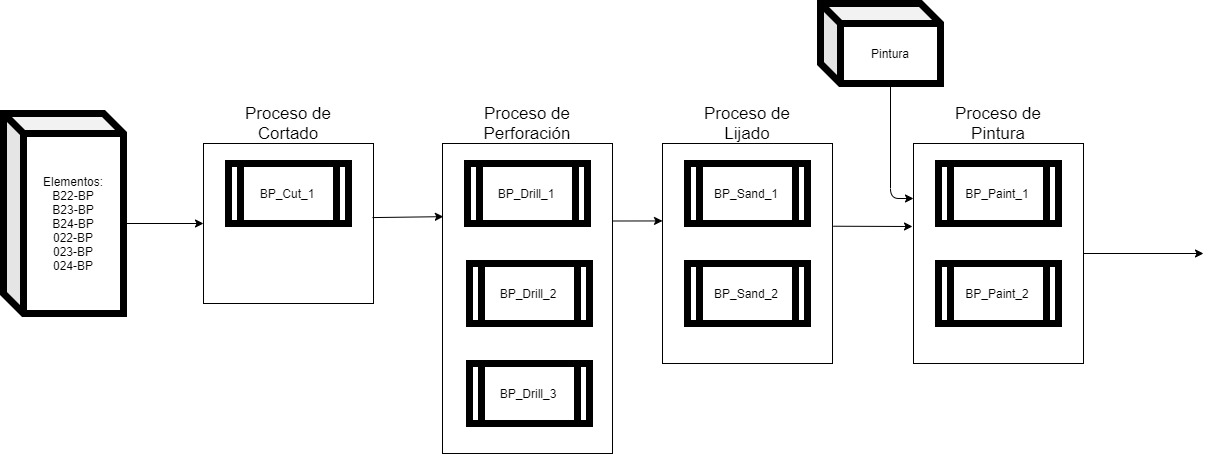 Pintura
Proceso de
Cortado
Proceso de
Perforación
Proceso de
Lijado
Proceso de
Pintura
Elementos:
B22-BP
B23-BP
B24-BP
022-BP
023-BP
024-BP
BP_Cut_1
BP_Drill_1
BP_Drill_2
BP_Drill_3
BP_Sand_1
BP_Sand_2
BP_Paint_1
BP_Paint_2